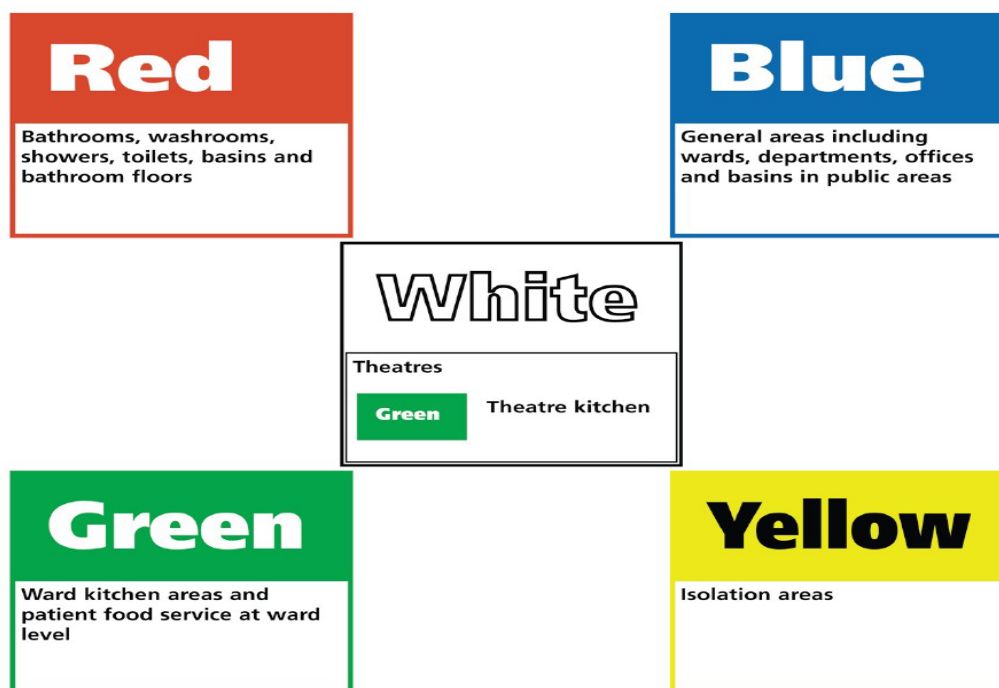 Red
Bathrooms, washrooms,
showers, toilets, basins and
bathroom floors
Blue
General areas including
wards, departments, offices
and basins in public areas
White
Theatres
Green
Theatre kitchen
Green
Ward kitchen areas and
patient food service at ward
level
Yellow
Isolation areas